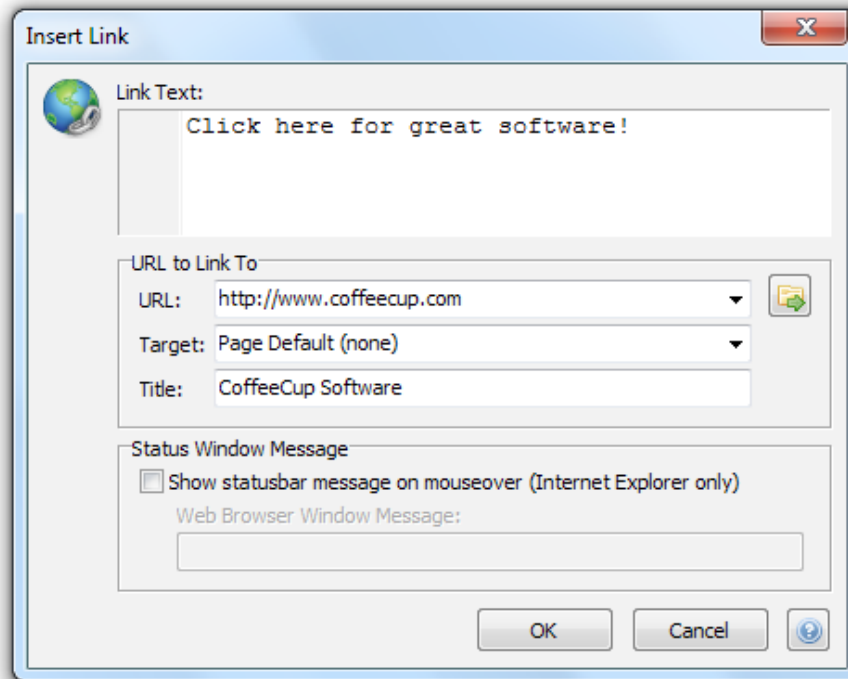 Insert Link
Link Text:
Click here for great software!
URL to Link To
URL: http://www.coffeecup.com
Target: Page Default (none)
Title: CoffeeCup Software
Status Window Message
Show statusbar message on mouseover (Internet Explorer only)
Web Browser Window Message:
OK Cancel